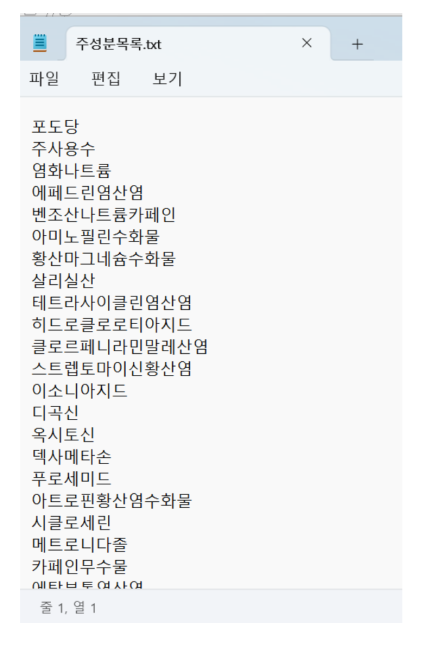 주성분목록.txt
파일 편집 보기
포도당
주사용수
염화나트륨
에페드린염산염
벤조산나트륨카페인
아미노필린수화물
황산마그네슘수화물
살리실산
테트라사이클린염산염
히드로클로로티아지드
클로르페니라민말레산염
스트렙토마이신황산염
이소니아지드
디곡신
옥시토신
덱사메타손
푸로세미드
아트로핀황산염수화물
시클로세린
메트로니다졸
카페인무수물
줄 1, 열 1